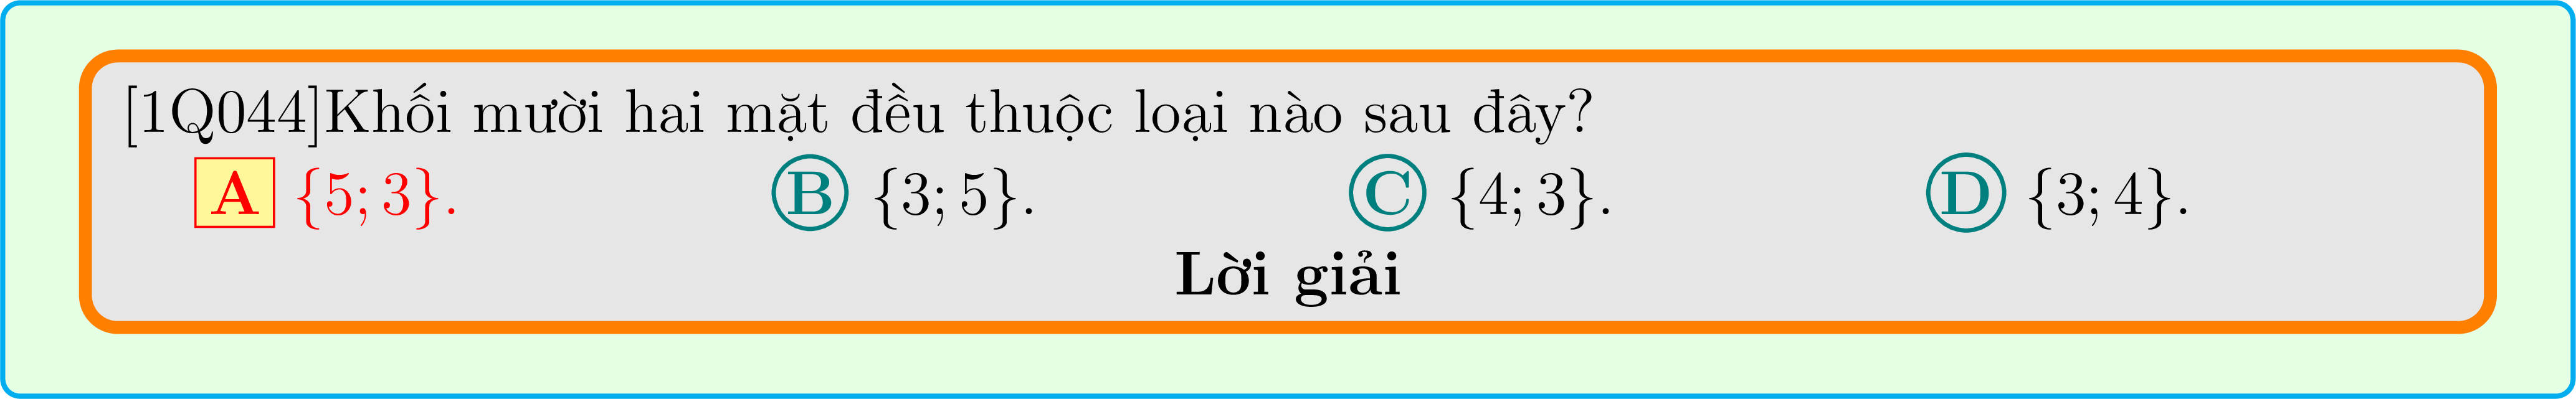 [1Q044]Khối mười hai mặt đều thuộc loại nào sau đây?
A {5; 3}. B {3; 5}. C {4; 3}. D {3; 4}.
Lời giải